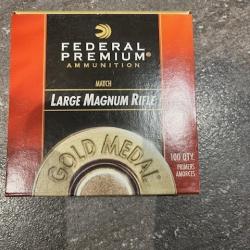 FEDERAL
PREMIUM®
AMMUNITION
MATCH
LARGE MAGNUM RIFLE
GOLD MEDAL
100 QTY.
PRIMERS
AMORCES